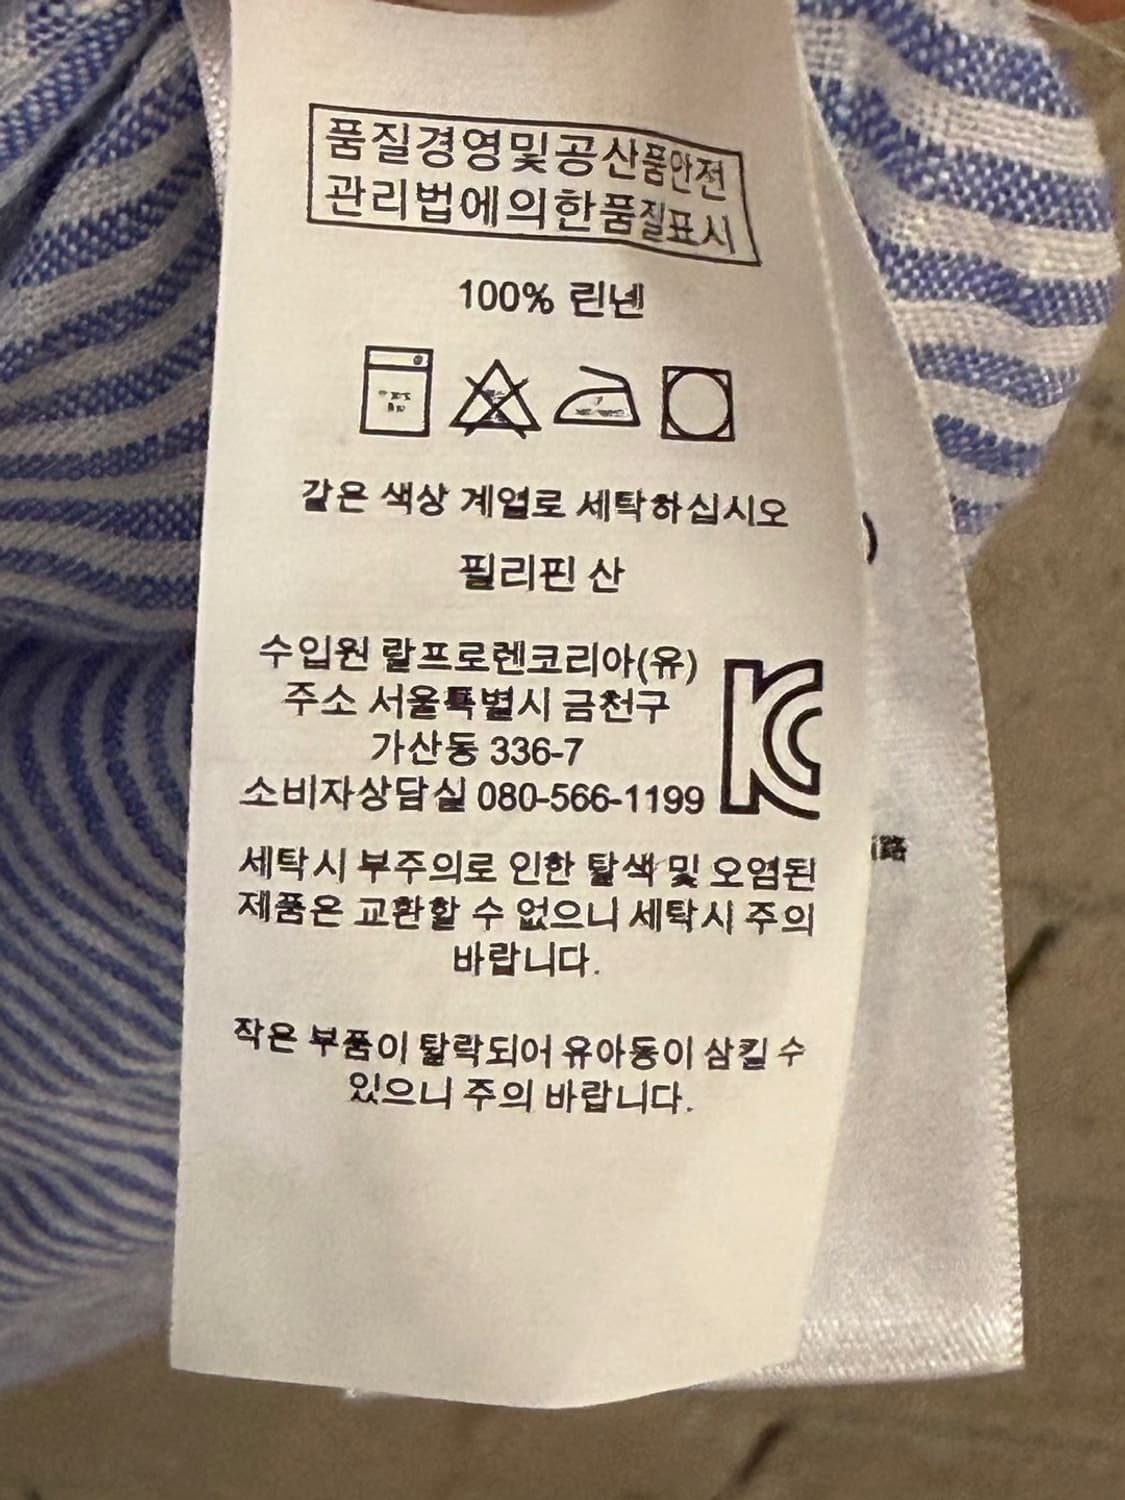 품질경영및공산품안전
관리법에의한품질표시
100% 린넨
같은 색상 계열로 세탁하십시오
필리핀 산
수입원 랄프로렌코리아(유)
주소 서울특별시 금천구
가산동 336-7
소비자상담실 080-566-1199
KC
세탁시 부주의로 인한 탈색 및 오염된
제품은 교환할 수 없으니 세탁시 주의
바랍니다.
작은 부품이 탈락되어 유아동이 삼킬 수
있으니 주의 바랍니다.
路